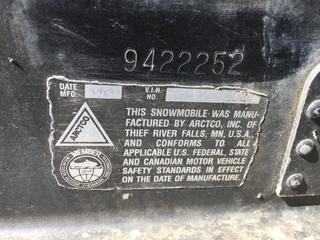 9422252
DATE MFG.
V.I.N. NO.
ARCTCO
THIS SNOWMOBILE WAS MANU-
FACTURED BY ARCTCO, INC. OF
THIEF RIVER FALLS, MN, U.S.A.
AND CONFORMS TO ALL
APPLICABLE U.S. FEDERAL, STATE
AND CANADIAN MOTOR VEHICLE
SAFETY STANDARDS IN EFFECT
ON THE DATE OF MANUFACTURE.
MEMBER